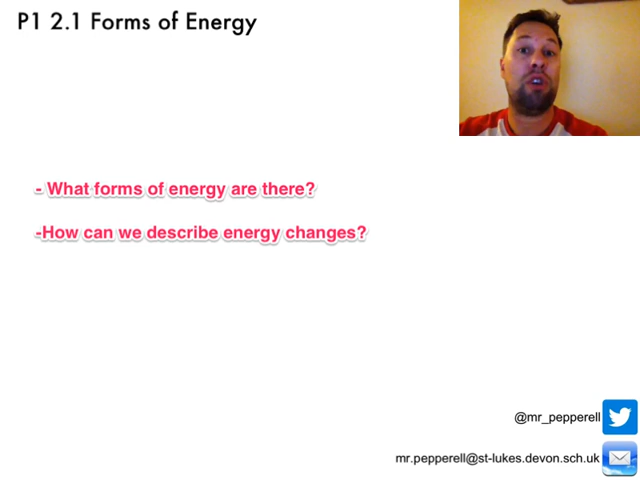 P1 2.1 Forms of Energy
- What forms of energy are there?
-How can we describe energy changes?
@mr_pepperell
mr.pepperell@st-lukes.devon.sch.uk